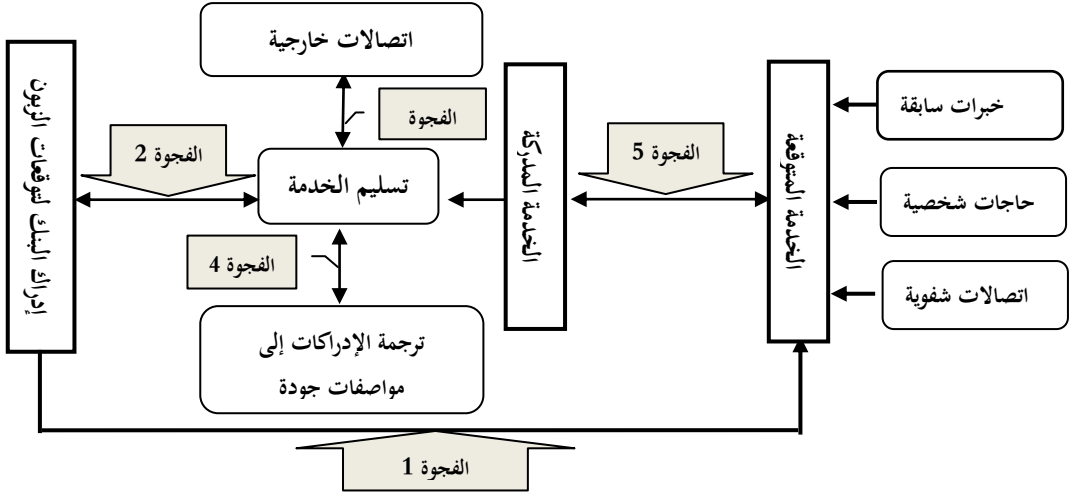 اتصالات خارجية
خبرات سابقة
الفجوة
الفجوة 5
الفجوة 2
تسليم الخدمة
حاجات شخصية
الخدمة المتوقعة
الخدمة المدركة
إدراك البنك لتوقعات الزبون
الفجوة 4
اتصالات شفوية
ترجمة الإدراكات إلى
مواصفات جودة
الفجوة 1